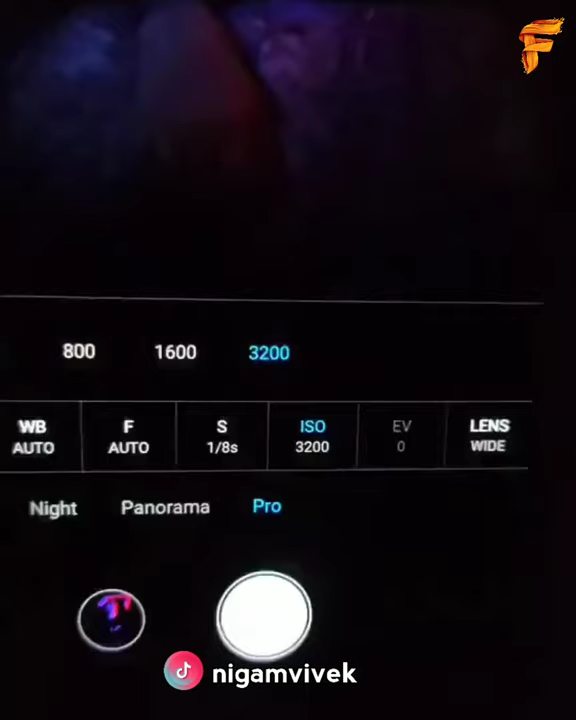 F
800 1600 3200
WB F S ISO EV LENS
AUTO AUTO 1/8s 3200 0 WIDE
Night Panorama Pro
nigamvivek